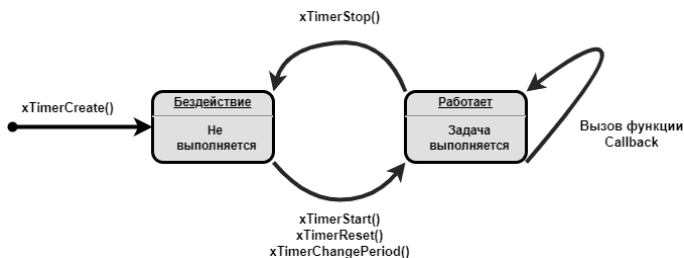 xTimerStop()
xTimerCreate()
Бездействие
Не
выполняется
Работает
Задача
выполняется
Вызов функции
Callback
xTimerStart()
xTimerReset()
xTimerChangePeriod()